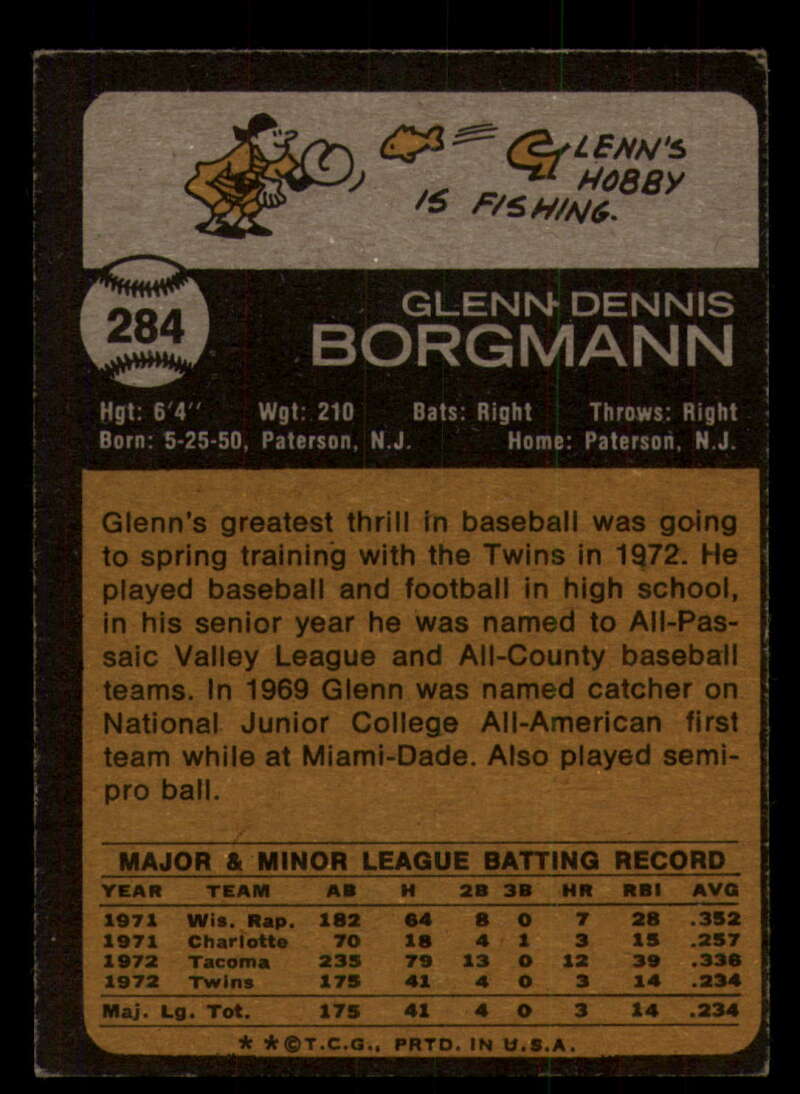 GLENN'S
HOBBY
IS FISHING.
284
GLENN DENNIS
BORGMANN
Hgt: 6'4" Wgt: 210 Bats: Right Throws: Right
Born: 5-25-50, Paterson, N.J. Home: Paterson, N.J.
Glenn's greatest thrill in baseball was going
to spring training with the Twins in 1972. He
played baseball and football in high school,
in his senior year he was named to All-Pas-
saic Valley League and All-County baseball
teams. In 1969 Glenn was named catcher on
National Junior College All-American first
team while at Miami-Dade. Also played semi-
pro ball.
MAJOR & MINOR LEAGUE BATTING RECORD
YEAR TEAM AB H 2B 3B HR RBI AVG
1971 Wis. Rap. 182 64 8 0 7 28 .352
1971 Charlotte 70 18 4 1 3 15 .257
1972 Tacoma 235 79 13 0 12 39 .336
1972 Twins 175 41 4 0 3 14 .234
Maj. Lg. Tot. 175 41 4 0 3 14 .234
* *©T.C.G., PRTD. IN U.S.A.